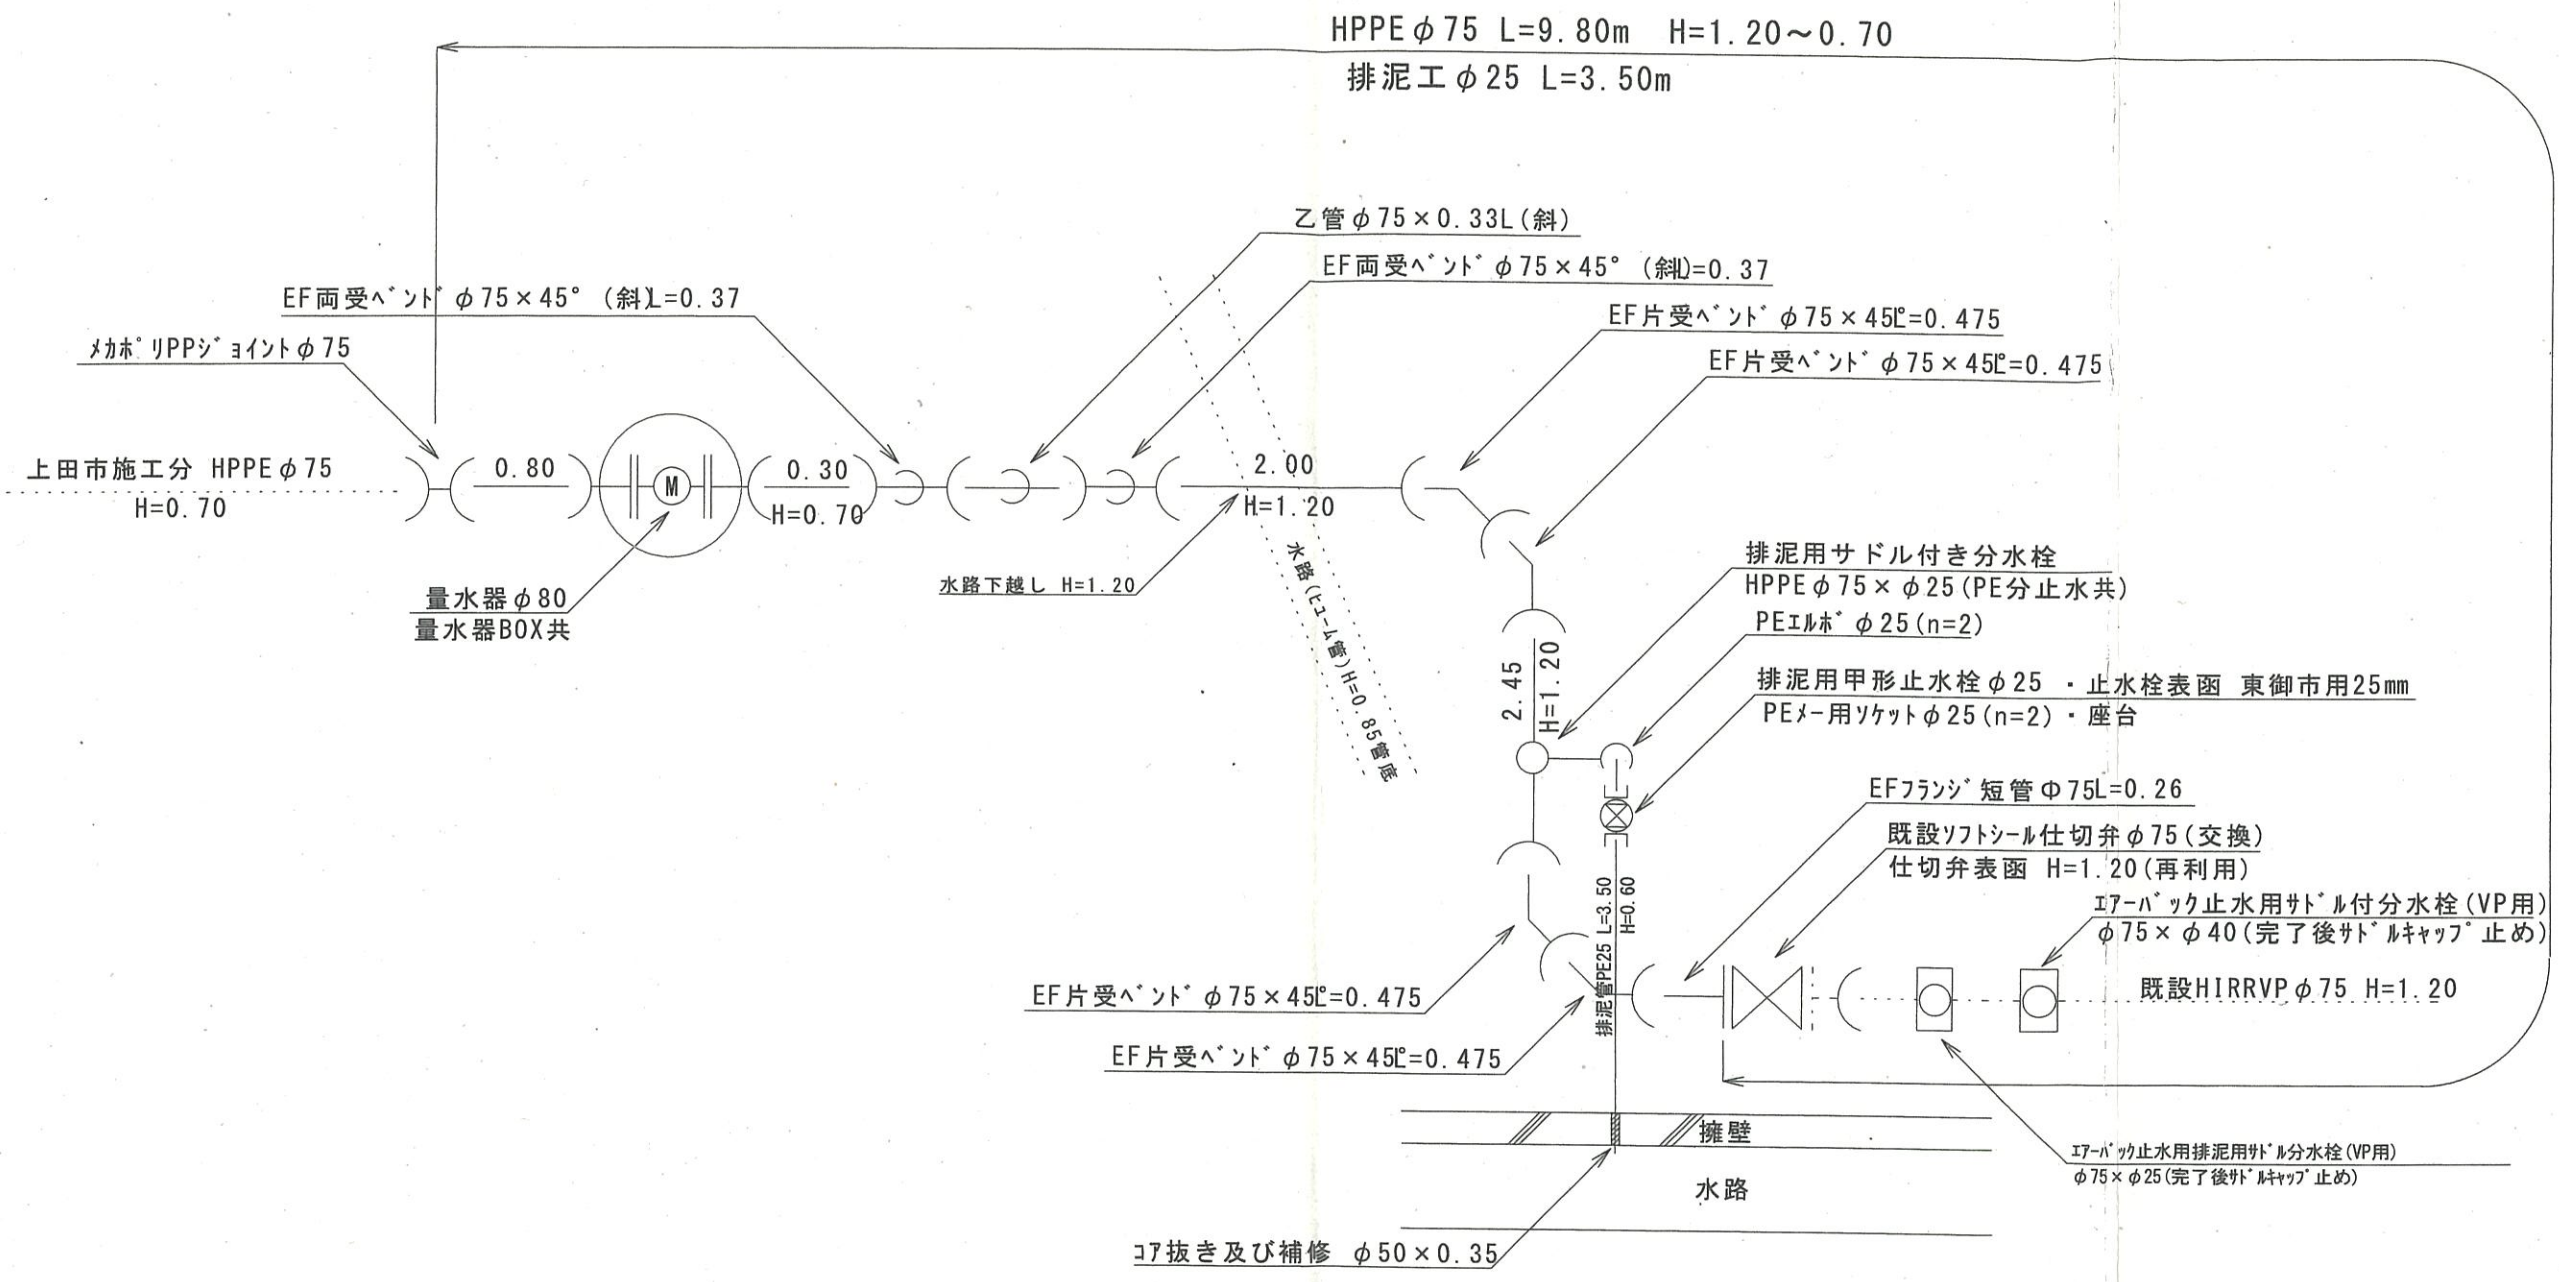 HPPEφ75 L=9.80m H=1.20～0.70
排泥工φ25 L=3.50m
乙管φ75×0.33L(斜)
EF両受ベンドφ75×45°(斜)L=0.37
EF両受ベンドφ75×45°(斜)L=0.37
EF片受ベンドφ75×45°L=0.475
メカポリPPジョイントφ75
EF片受ベンドφ75×45°L=0.475
上田市施工分 HPPEφ75
H=0.70
0.80
M
0.30
H=0.70
2.00
H=1.20
水路下越し H=1.20
水路(ヒューム管)H=0.85管底
量水器φ80
量水器BOX共
排泥用サドル付き分水栓
HPPEφ75×φ25(PE分止水共)
PEエルボφ25(n=2)
2.45
H=1.20
排泥用甲形止水栓φ25 ・止水栓表函 東御市用25mm
PEメー用ソケットφ25(n=2)・座台
EFフランジ短管Φ75L=0.26
既設ソフトシール仕切弁φ75(交換)
仕切弁表函 H=1.20(再利用)
エアーバック止水用サドル付分水栓(VP用)
φ75×φ40(完了後サドルキャップ止め)
排泥管PE25 L=3.50
H=0.60
EF片受ベンドφ75×45°L=0.475
既設HIRRVPφ75 H=1.20
EF片受ベンドφ75×45°L=0.475
擁壁
エアーバック止水用排泥用サドル分水栓(VP用)
φ75×φ25(完了後サドルキャップ止め)
水路
コア抜き及び補修 φ50×0.35